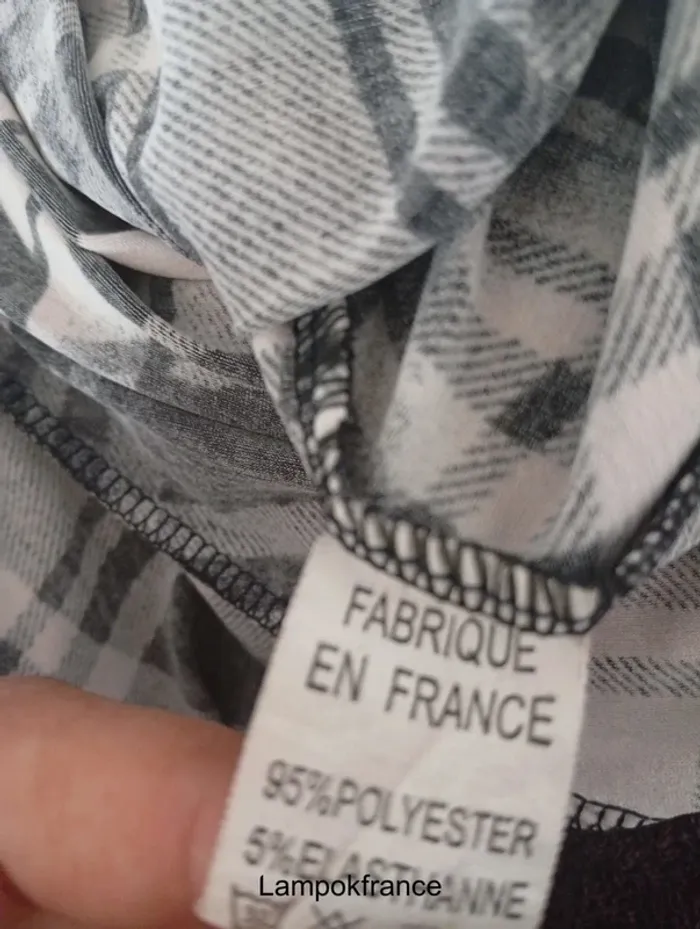 FABRIQUE
EN FRANCE
95%POLYESTER
5%ELASTHANNE
Lampokfrance